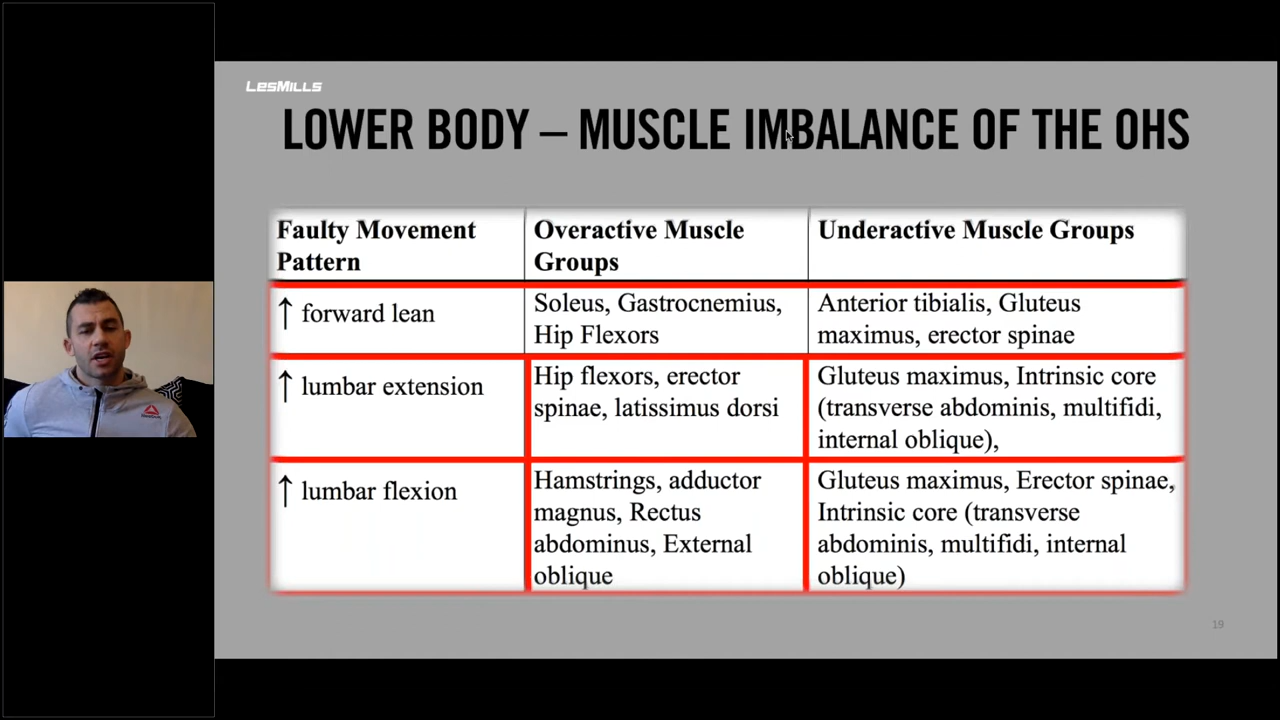 LESMILLS
LOWER BODY – MUSCLE IMBALANCE OF THE OHS
Faulty Movement
Pattern
Overactive Muscle
Groups
Underactive Muscle Groups
↑ forward lean
Soleus, Gastrocnemius,
Hip Flexors
Anterior tibialis, Gluteus
maximus, erector spinae
↑ lumbar extension
Hip flexors, erector
spinae, latissimus dorsi
Gluteus maximus, Intrinsic core
(transverse abdominis, multifidi,
internal oblique),
↑ lumbar flexion
Hamstrings, adductor
magnus, Rectus
abdominus, External
oblique
Gluteus maximus, Erector spinae,
Intrinsic core (transverse
abdominis, multifidi, internal
oblique)
19